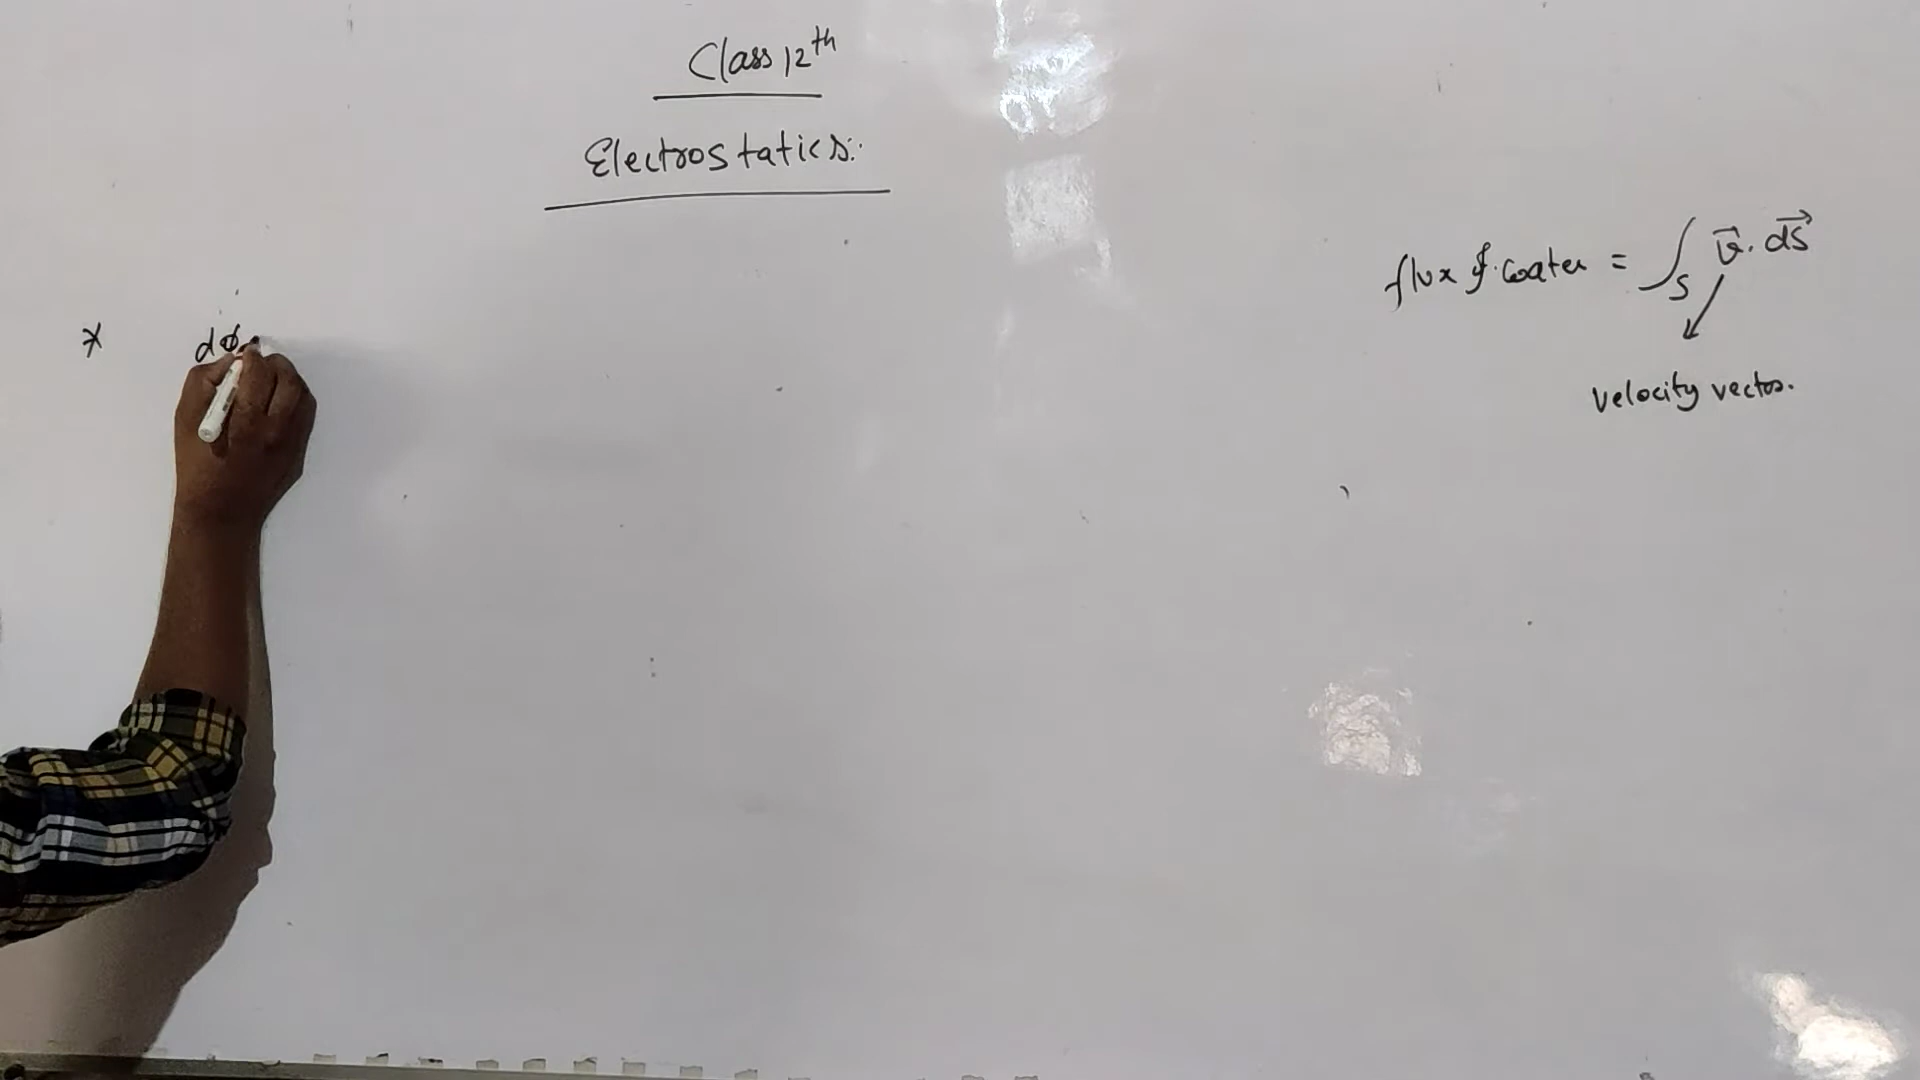 Class 12th
Electrostatics:
flux of water = ∫S v⃗. ds⃗
velocity vector.
* dϕ